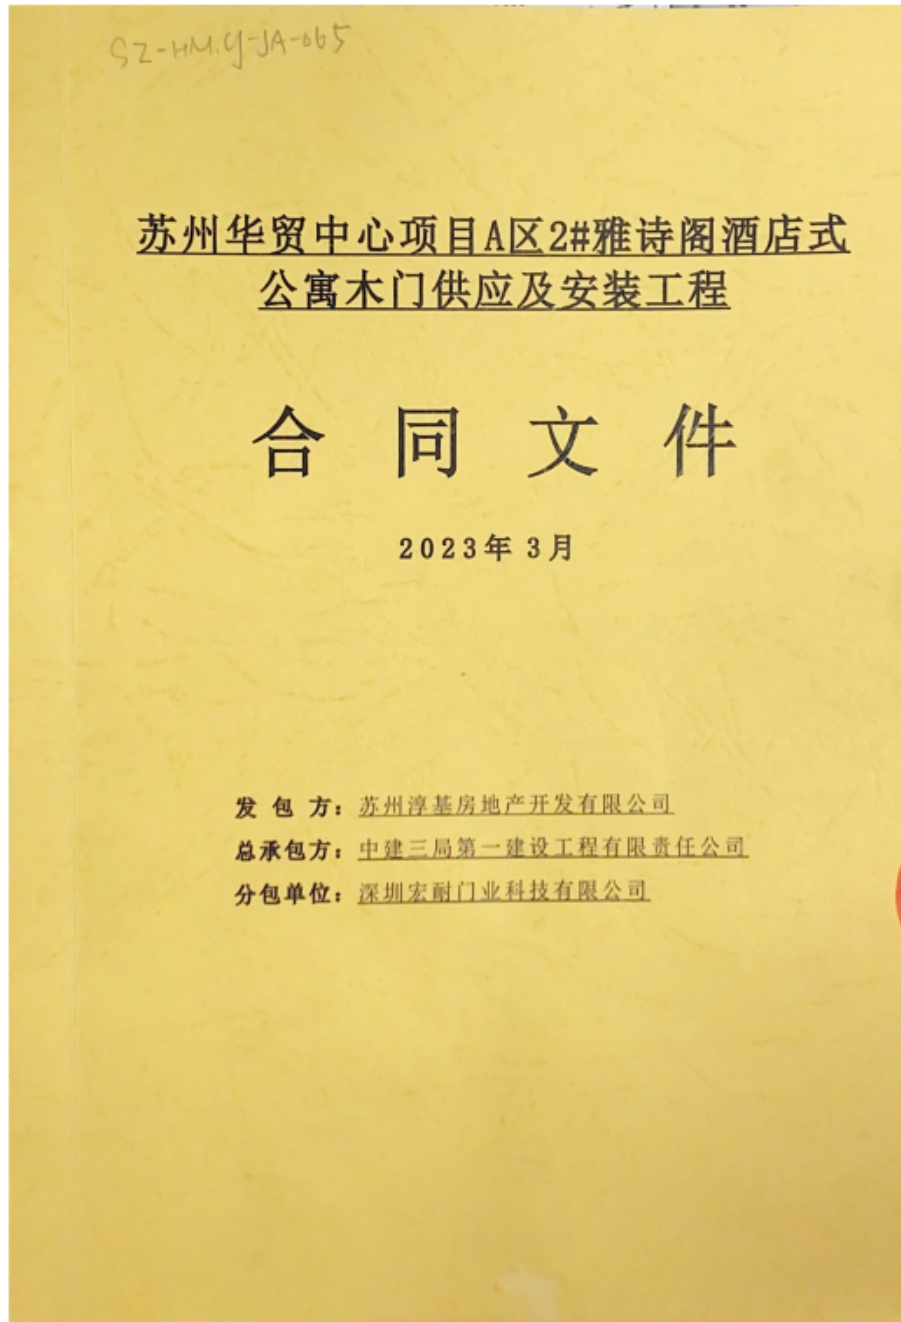 SZ-HM.CY-JA-065
苏州华贸中心项目A区2#雅诗阁酒店式
公寓木门供应及安装工程
合同文件
2023年3月
发包方：苏州淳基房地产开发有限公司
总承包方：中建三局第一建设工程有限责任公司
分包单位：深圳宏耐门业科技有限公司